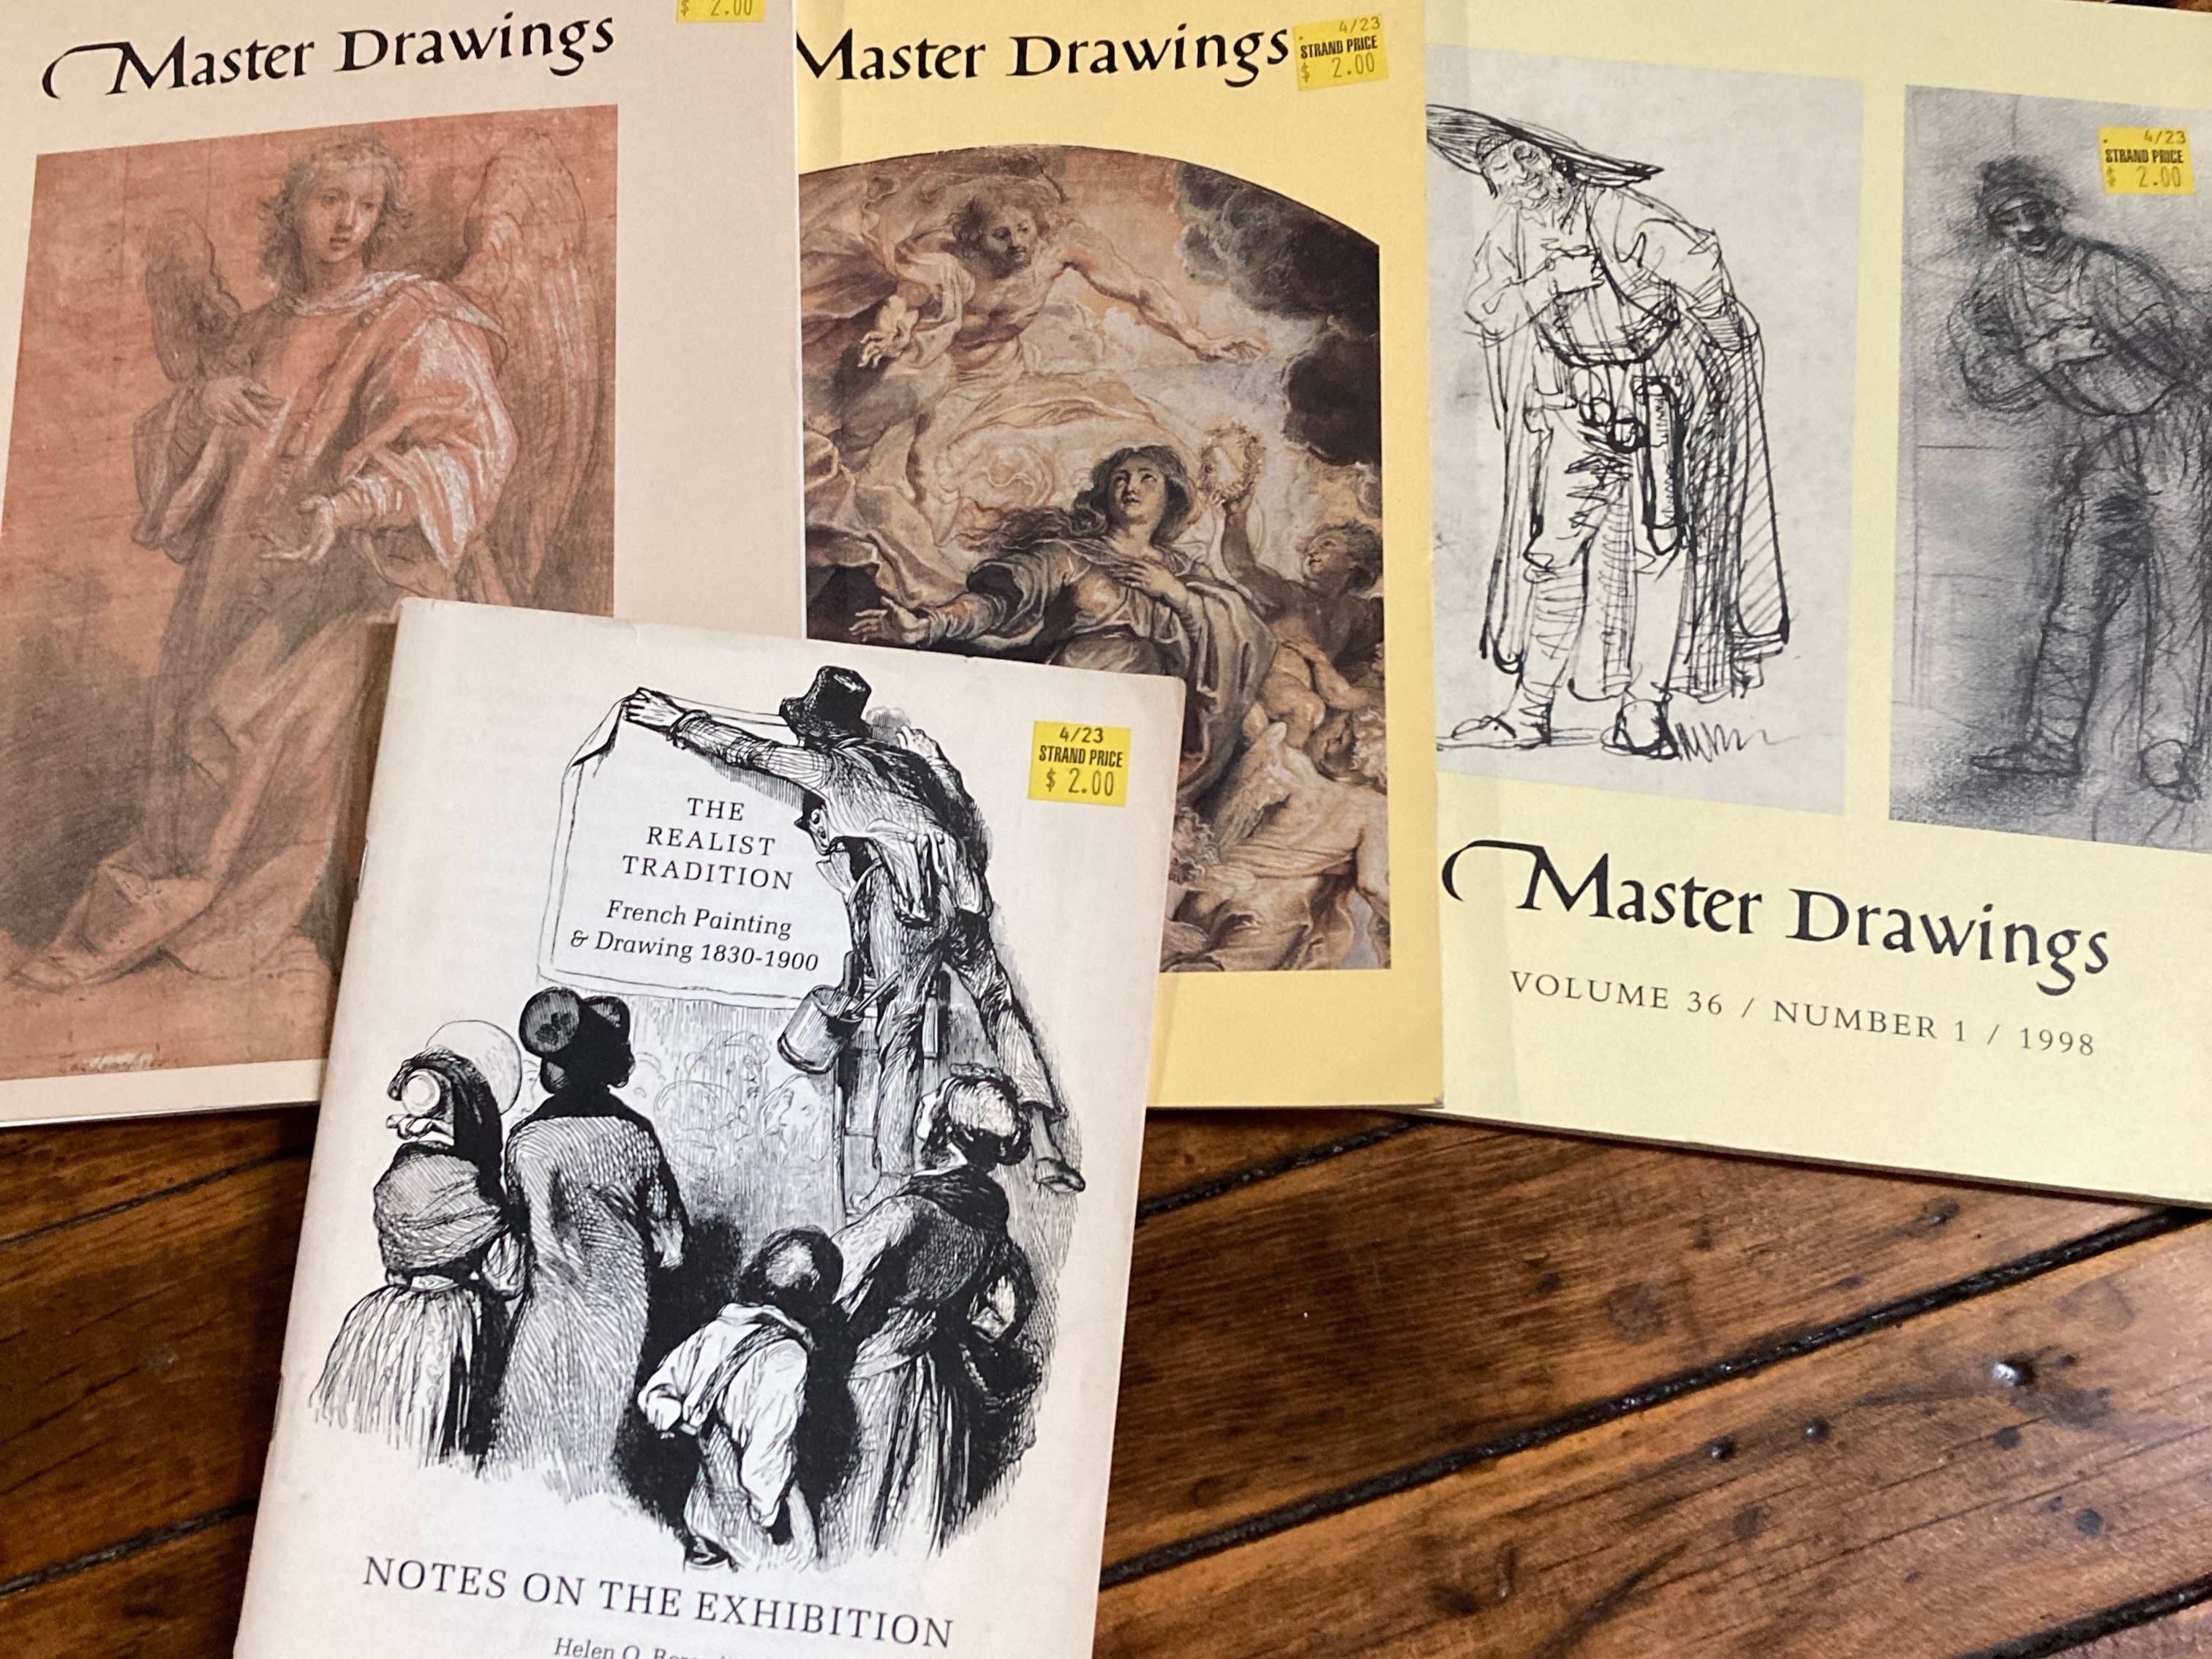 $ 2.00
Master Drawings
Master Drawings
4/23
STRAND PRICE
$ 2.00
4/23
STRAND PRICE
$ 2.00
Master Drawings
VOLUME 36 / NUMBER 1 / 1998
4/23
STRAND PRICE
$ 2.00
THE
REALIST
TRADITION
French Painting
& Drawing 1830-1900
NOTES ON THE EXHIBITION
Helen O.